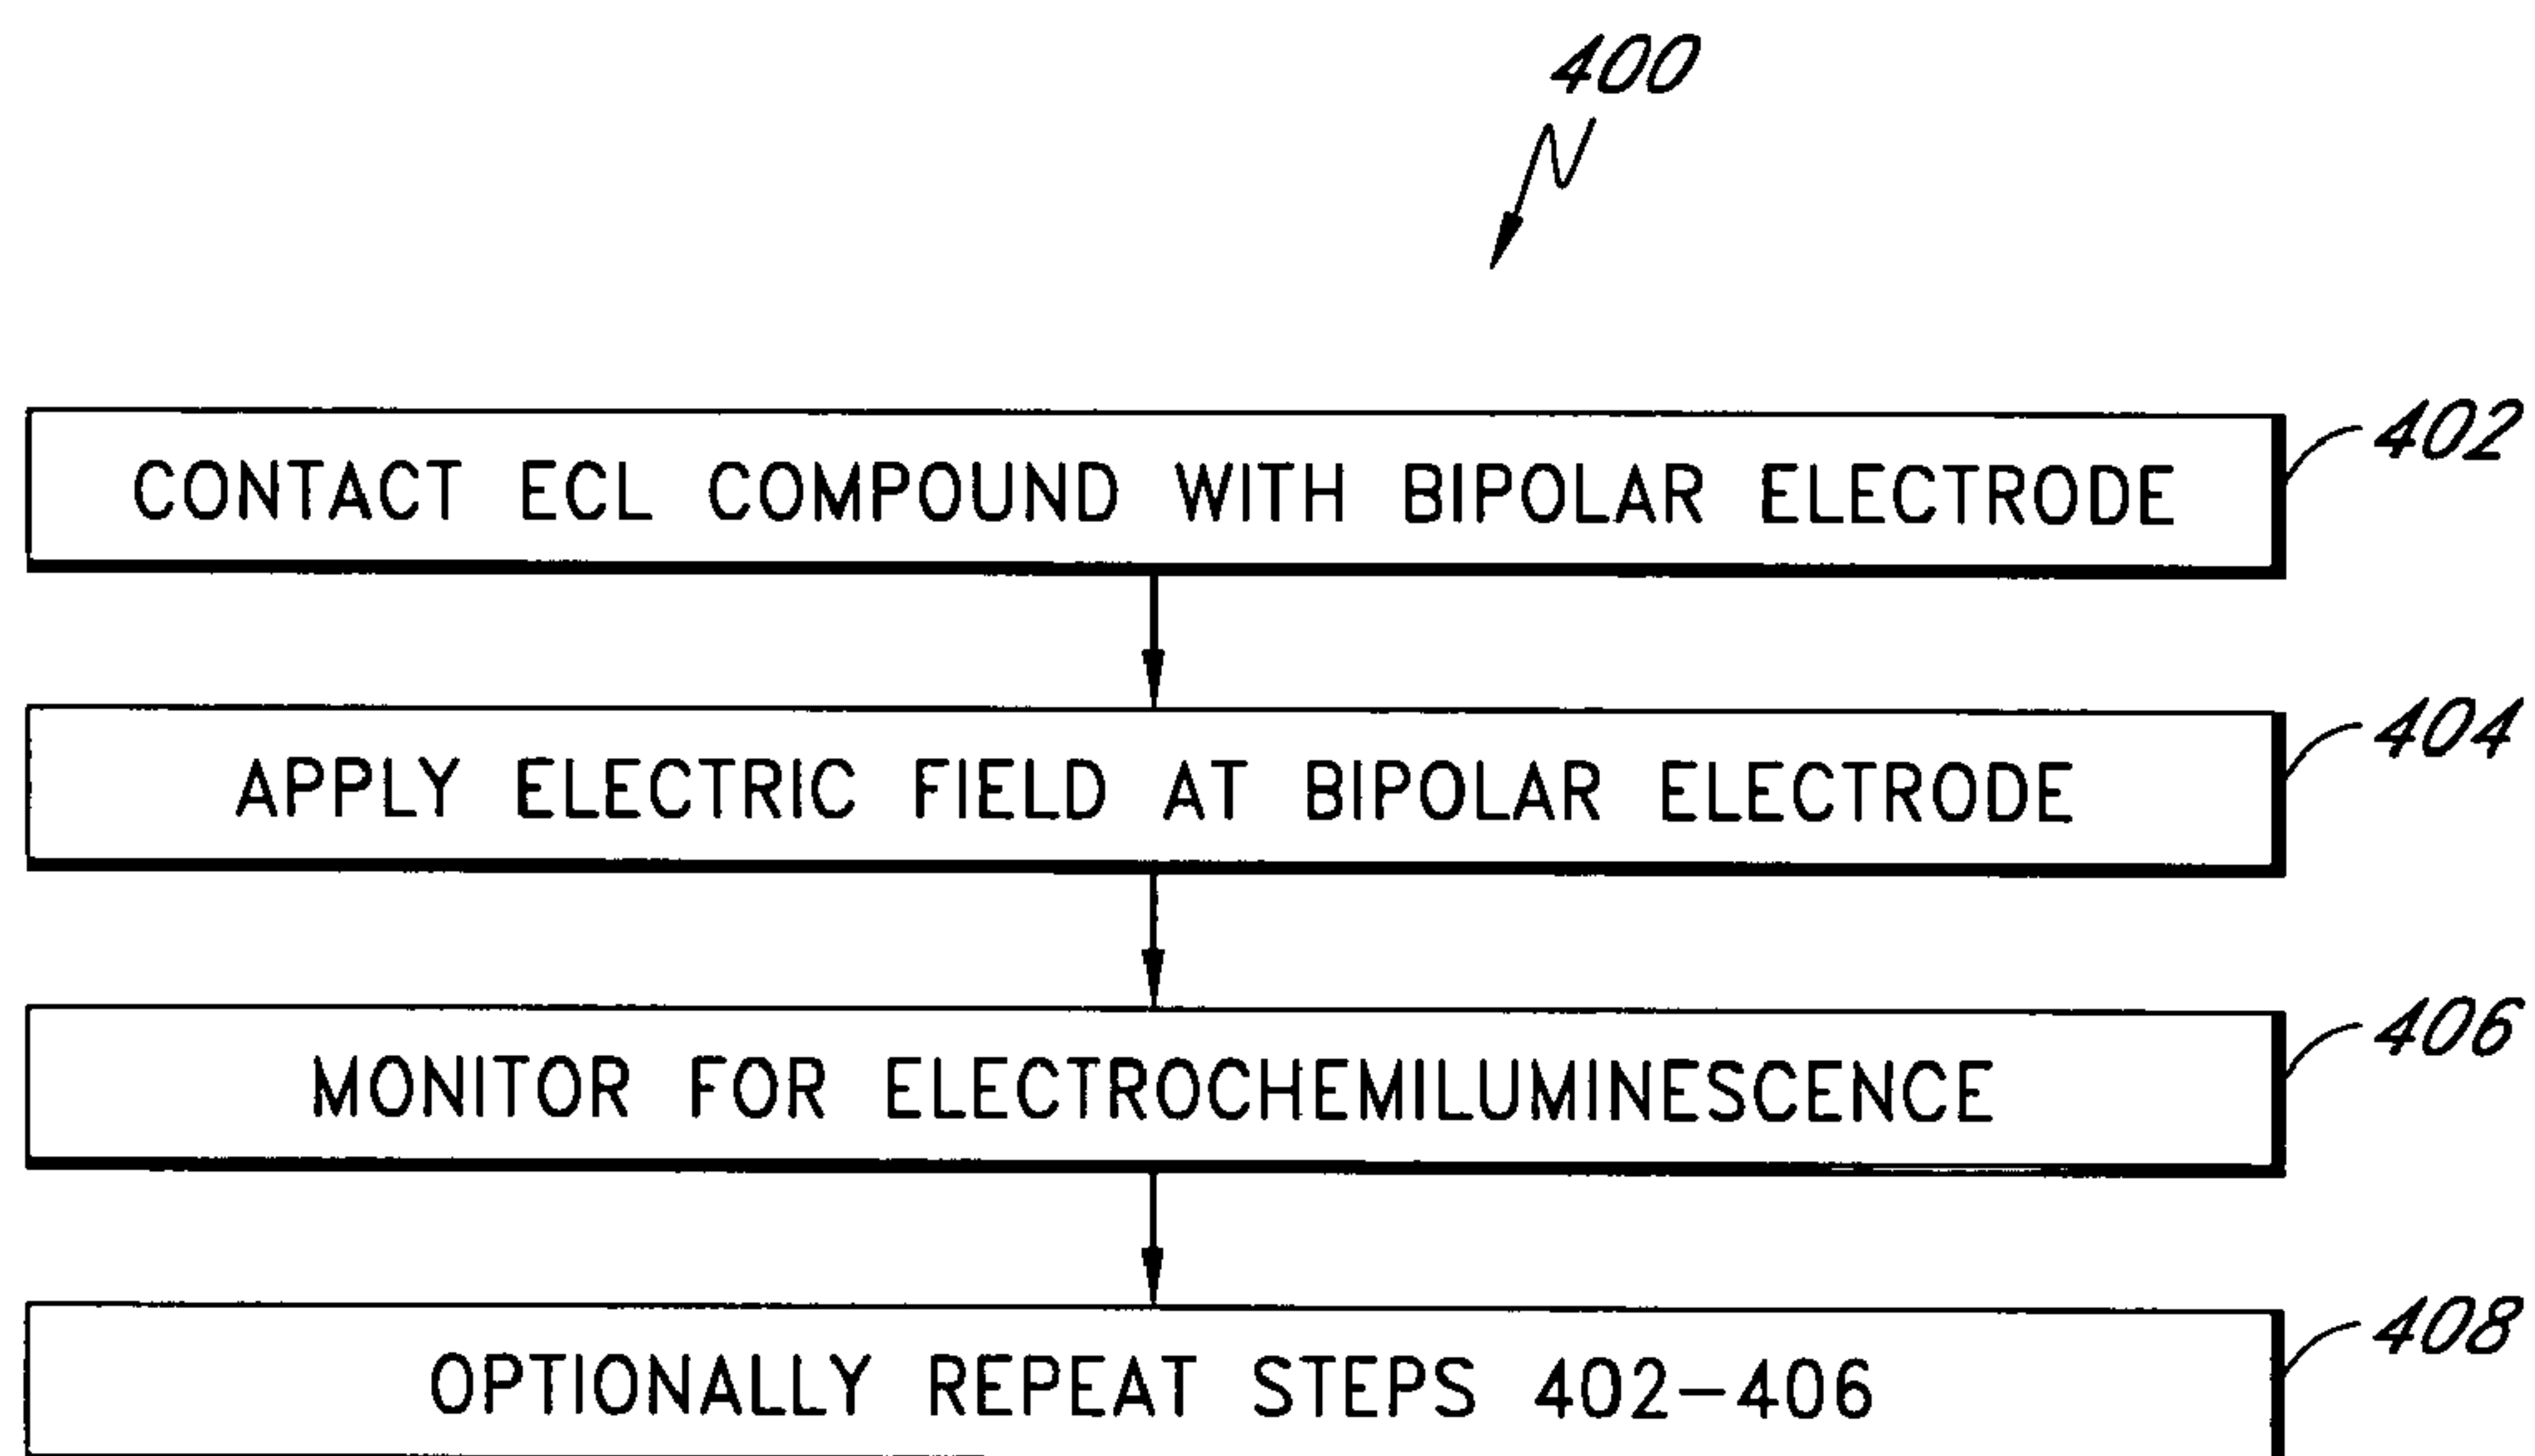 400
CONTACT ECL COMPOUND WITH BIPOLAR ELECTRODE
402
APPLY ELECTRIC FIELD AT BIPOLAR ELECTRODE
404
MONITOR FOR ELECTROCHEMILUMINESCENCE
406
OPTIONALLY REPEAT STEPS 402-406
408